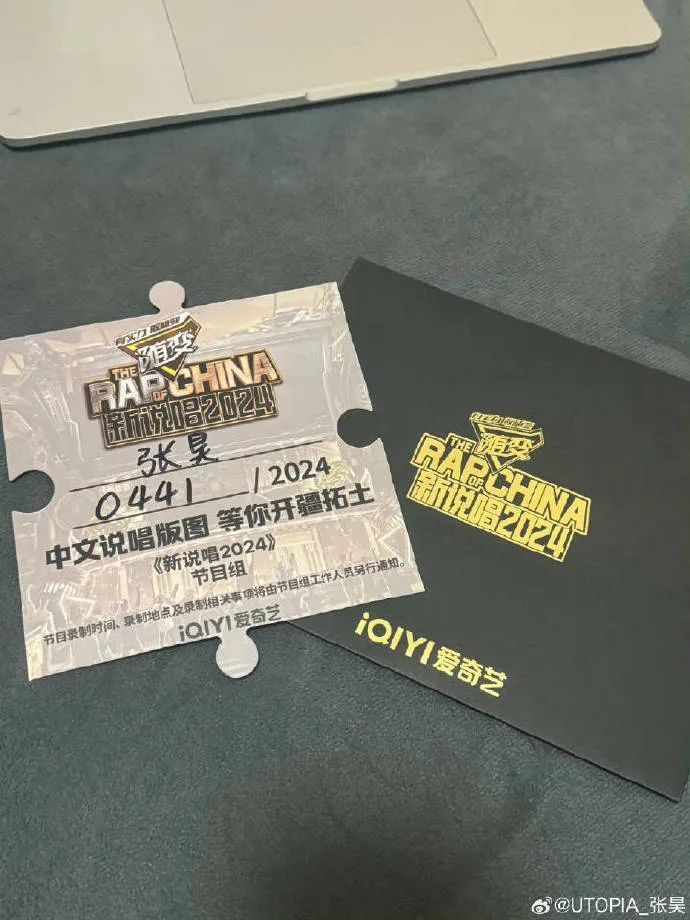 随变
THE
RAP OF CHINA
新说唱2024
张昊
0441 / 2024
中文说唱版图 等你开疆拓土
《新说唱2024》
节目组
节目录制时间、录制地点及录制相关事项将由节目组工作人员另行通知。
iQIYI 爱奇艺
随变
THE
RAP OF CHINA
新说唱2024
iQIYI 爱奇艺
@UTOPIA_张昊